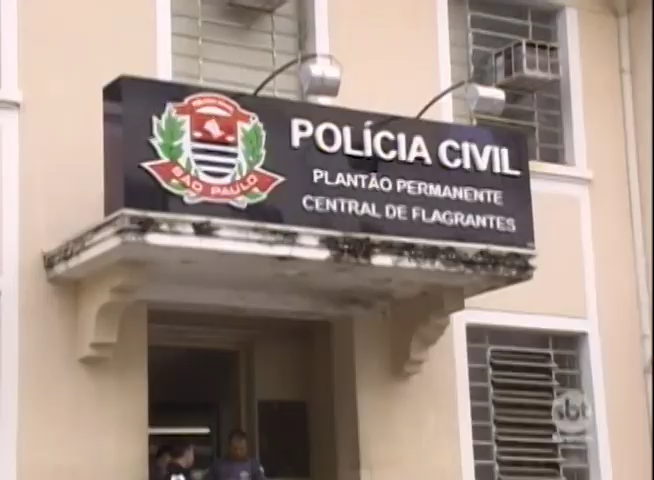 POLÍCIA CIVIL
PLANTÃO PERMANENTE
CENTRAL DE FLAGRANTES
SÃO PAULO
sbt